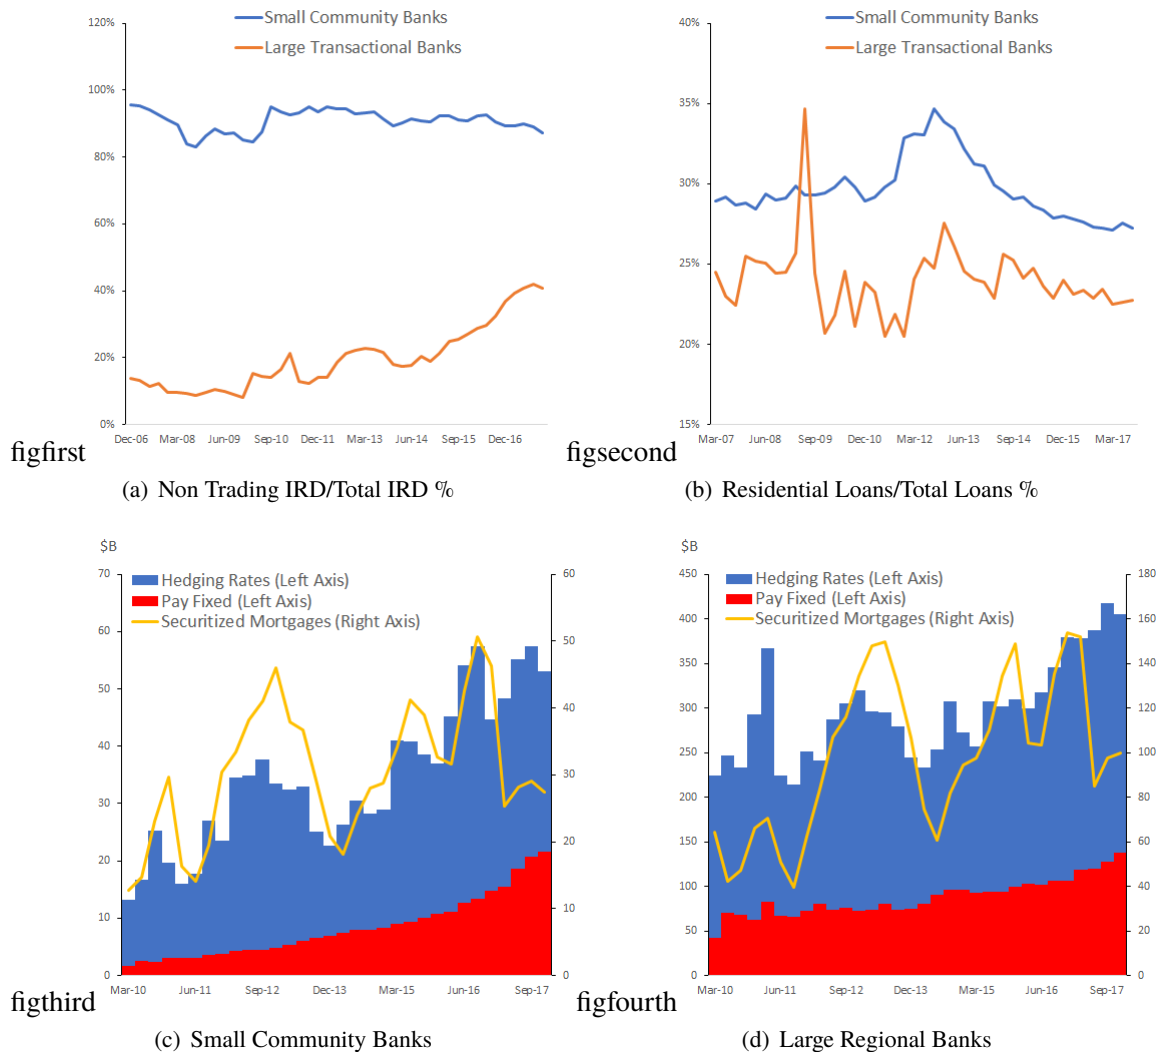 120%
100%
80%
60%
40%
20%
0%
Small Community Banks
Large Transactional Banks
Dec-06 Mar-08 Jun-09 Sep-10 Dec-11 Mar-13 Jun-14 Sep-15 Dec-16
figfirst
(a) Non Trading IRD/Total IRD %
40%
35%
30%
25%
20%
15%
Small Community Banks
Large Transactional Banks
Mar-07 Jun-08 Sep-09 Dec-10 Mar-12 Jun-13 Sep-14 Dec-15 Mar-17
figsecond
(b) Residential Loans/Total Loans %
$B
70
60
50
40
30
20
10
0
Hedging Rates (Left Axis)
Pay Fixed (Left Axis)
Securitized Mortgages (Right Axis)
60
50
40
30
20
10
0
Mar-10 Jun-11 Sep-12 Dec-13 Mar-15 Jun-16 Sep-17
figthird
(c) Small Community Banks
$B
450
400
350
300
250
200
150
100
50
0
Hedging Rates (Left Axis)
Pay Fixed (Left Axis)
Securitized Mortgages (Right Axis)
180
160
140
120
100
80
60
40
20
0
Mar-10 Jun-11 Sep-12 Dec-13 Mar-15 Jun-16 Sep-17
figfourth
(d) Large Regional Banks